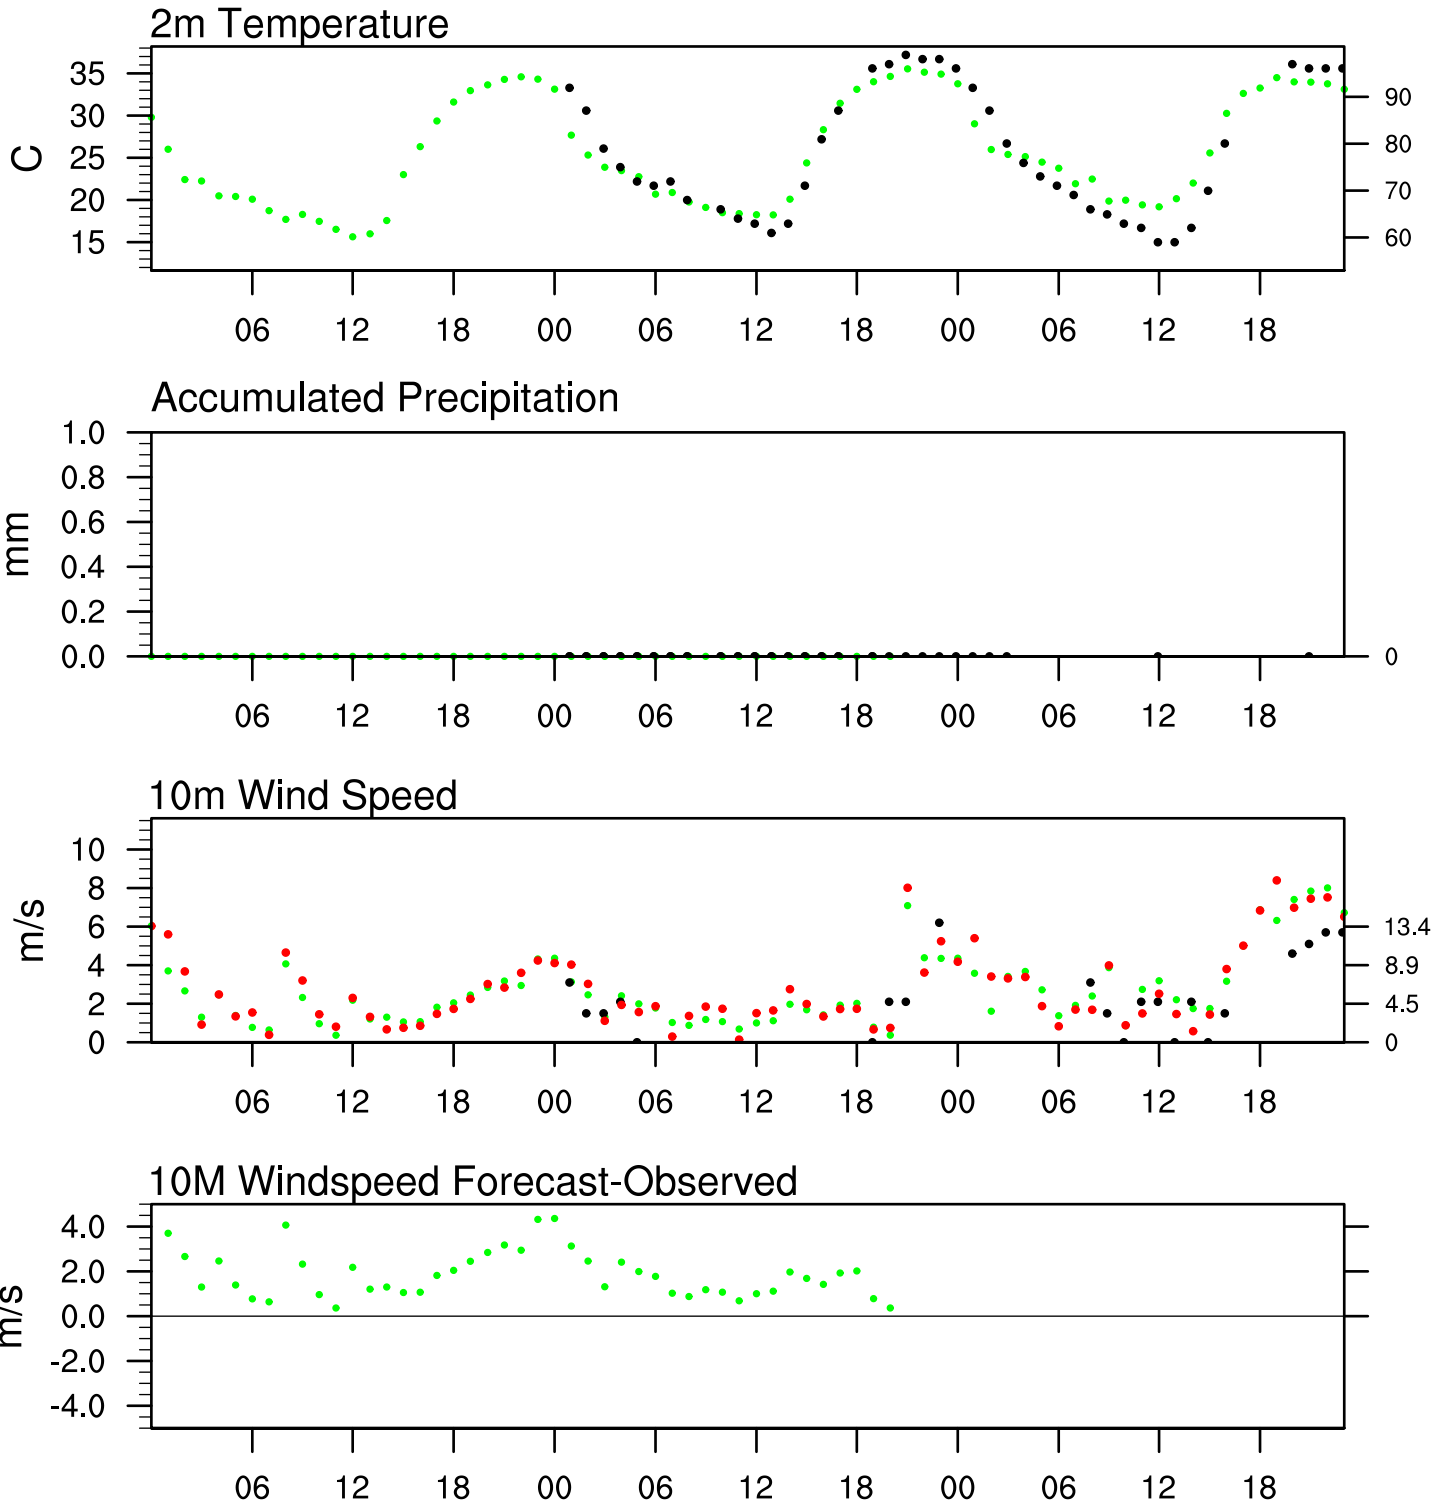 2m Temperature
C
35
30
25
20
15
90
80
70
60
06 12 18 00 06 12 18 00 06 12 18
Accumulated Precipitation
mm
1.0
0.8
0.6
0.4
0.2
0.0
0
06 12 18 00 06 12 18 00 06 12 18
10m Wind Speed
m/s
10
8
6
4
2
0
13.4
8.9
4.5
0
06 12 18 00 06 12 18 00 06 12 18
10M Windspeed Forecast-Observed
m/s
4.0
2.0
0.0
-2.0
-4.0
06 12 18 00 06 12 18 00 06 12 18